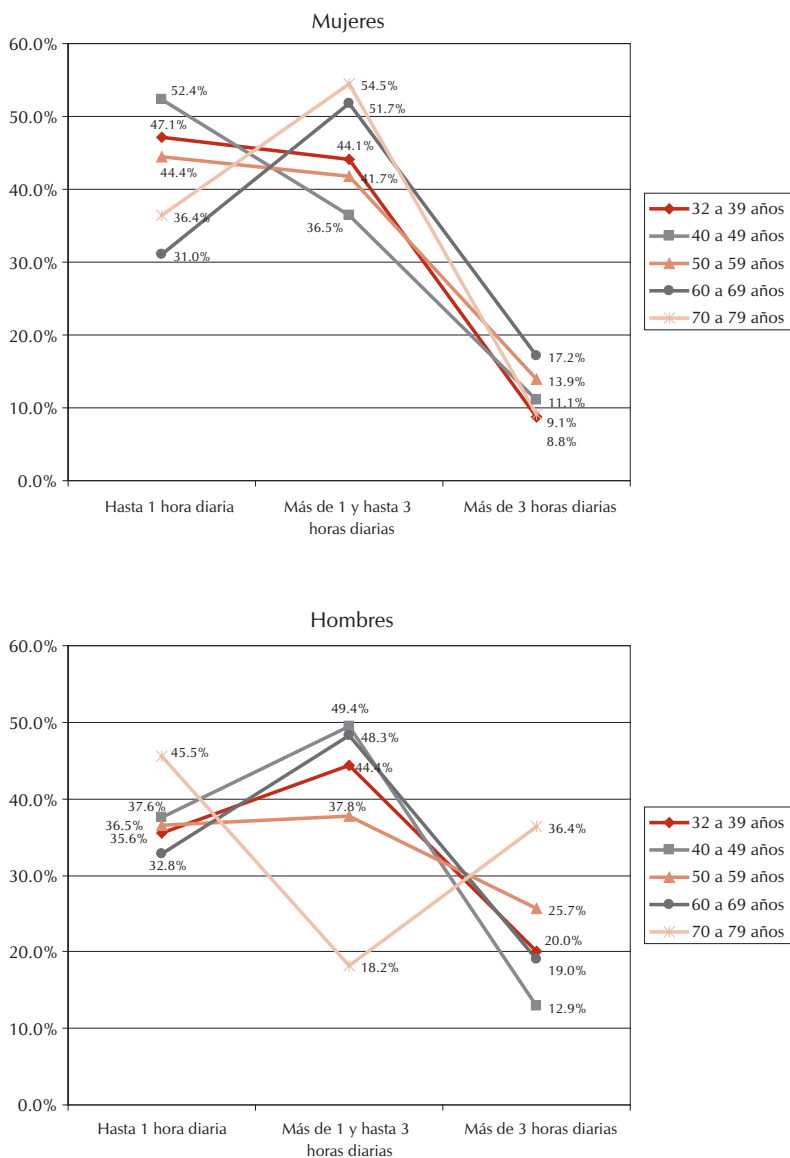 Mujeres
60.0%
50.0%
40.0%
30.0%
20.0%
10.0%
0.0%
52.4%
47.1%
44.4%
36.4%
31.0%
54.5%
51.7%
44.1%
41.7%
36.5%
17.2%
13.9%
11.1%
9.1%
8.8%
Hasta 1 hora diaria
Más de 1 y hasta 3
horas diarias
Más de 3 horas diarias
32 a 39 años
40 a 49 años
50 a 59 años
60 a 69 años
70 a 79 años
Hombres
60.0%
50.0%
40.0%
30.0%
20.0%
10.0%
0.0%
45.5%
37.6%
36.5%
35.6%
32.8%
49.4%
48.3%
44.4%
37.8%
18.2%
36.4%
25.7%
20.0%
19.0%
12.9%
Hasta 1 hora diaria
Más de 1 y hasta 3
horas diarias
Más de 3 horas diarias
32 a 39 años
40 a 49 años
50 a 59 años
60 a 69 años
70 a 79 años